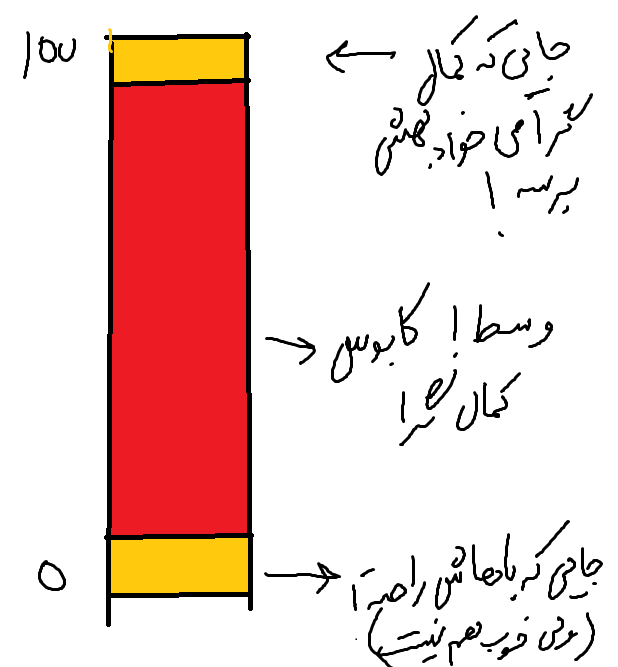 100
جایی که کمال
گرا می خواد بهش
برسه!
وسط! کابوس
کمال گرا
0
جایی که باهاش راحته!
(ولی خوب هم نیست)